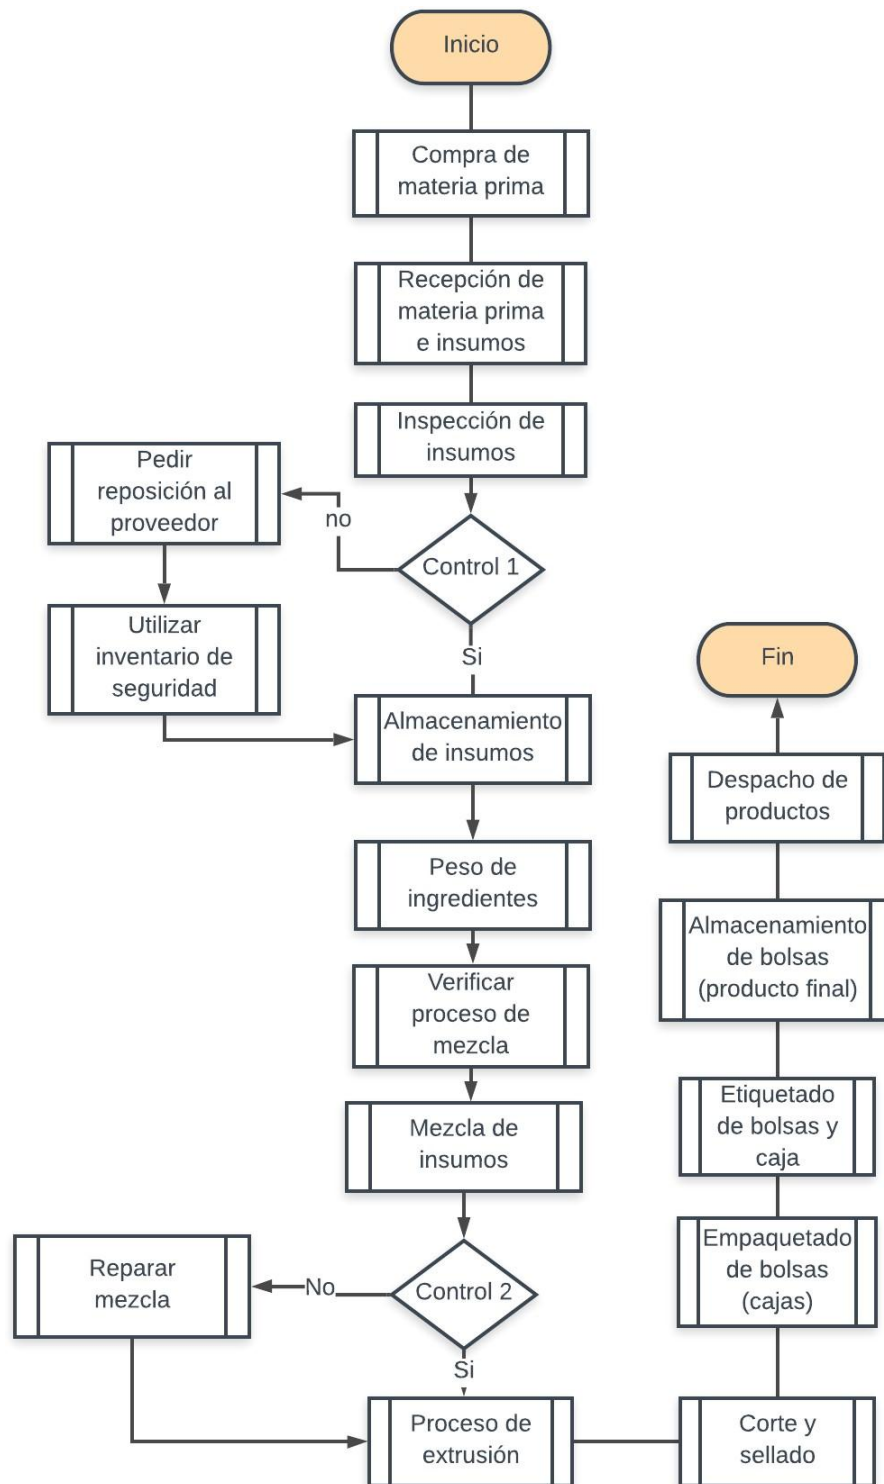 Inicio
Compra de
materia prima
Recepción de
materia prima
e insumos
Inspección de
insumos
Control 1
no
Pedir
reposición al
proveedor
Utilizar
inventario de
seguridad
Si
Almacenamiento
de insumos
Peso de
ingredientes
Verificar
proceso de
mezcla
Mezcla de
insumos
Control 2
No
Reparar
mezcla
Si
Proceso de
extrusión
Corte y
sellado
Empaquetado
de bolsas
(cajas)
Etiquetado
de bolsas y
caja
Almacenamiento
de bolsas
(producto final)
Despacho de
productos
Fin